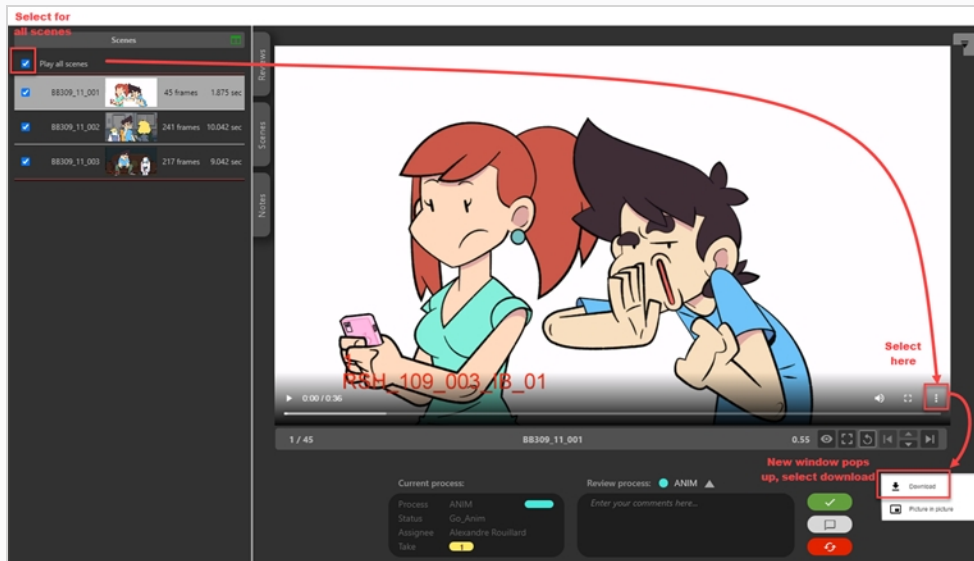 Select for
all scenes
Scenes
Play all scenes
BB309_11_001 45 frames 1.875 sec
BB309_11_002 241 frames 10.042 sec
BB309_11_003 217 frames 9.042 sec
Reviews
Scenes
Notes
RSH_109_003_IB_01
Select
here
0:00 / 0:36
1 / 45 BB309_11_001 0.55
New window pops
up, select download
Download
Picture in picture
Current process:
Process ANIM
Status Go_Anim
Assignee Alexandre Rouillard
Take 1
Review process: ANIM
Enter your comments here...